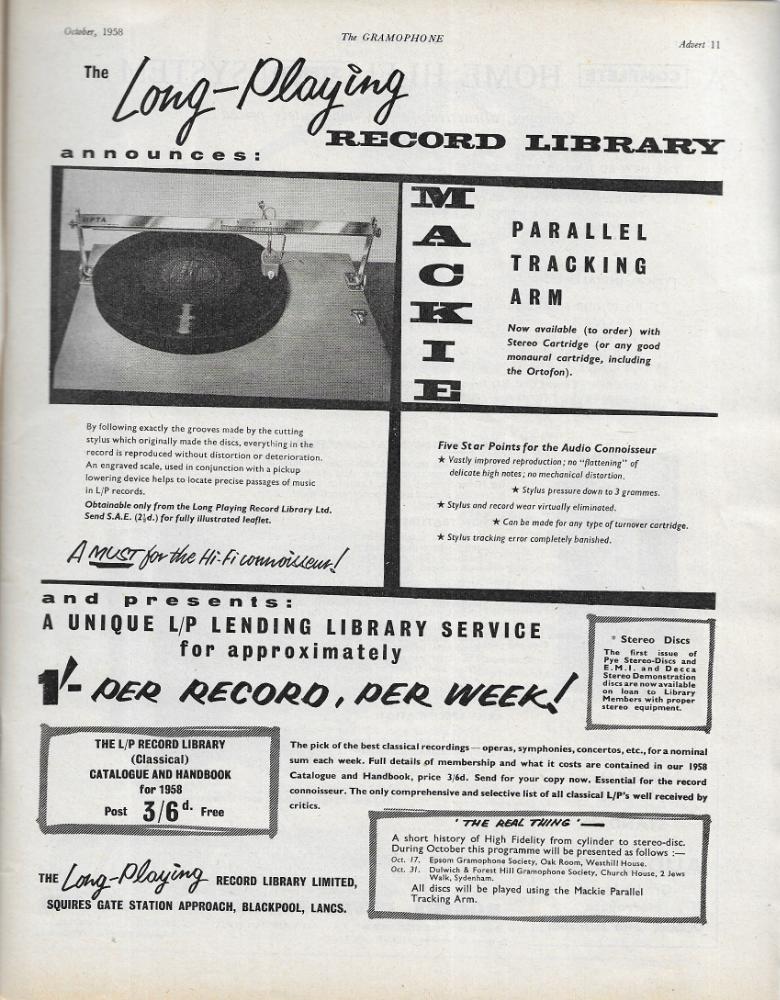 October, 1958
The GRAMOPHONE
Advert 11
The Long-Playing
RECORD LIBRARY
announces:
MACKIE
PARALLEL
TRACKING
ARM
Now available (to order) with
Stereo Cartridge (or any good
monaural cartridge, including
the Ortofon).
By following exactly the grooves made by the cutting
stylus which originally made the discs, everything in the
record is reproduced without distortion or deterioration.
An engraved scale, used in conjunction with a pickup
lowering device helps to locate precise passages of music
in L/P records.
Obtainable only from the Long Playing Record Library Ltd.
Send S.A.E. (2½d.) for fully illustrated leaflet.
A MUST for the Hi-Fi connoisseur!
Five Star Points for the Audio Connoisseur
★ Vastly improved reproduction; no "flattening" of
delicate high notes; no mechanical distortion.
★ Stylus pressure down to 3 grammes.
★ Stylus and record wear virtually eliminated.
★ Can be made for any type of turnover cartridge.
★ Stylus tracking error completely banished.
and presents:
A UNIQUE L/P LENDING LIBRARY SERVICE
for approximately
1/- PER RECORD, PER WEEK!
* Stereo Discs
The first issue of
Pye Stereo-Discs and
E.M.I. and Decca
Stereo Demonstration
discs are now available
on loan to Library
Members with proper
stereo equipment.
THE L/P RECORD LIBRARY
(Classical)
CATALOGUE AND HANDBOOK
for 1958
Post 3/6d. Free
The pick of the best classical recordings—operas, symphonies, concertos, etc., for a nominal
sum each week. Full details of membership and what it costs are contained in our 1958
Catalogue and Handbook, price 3/6d. Send for your copy now. Essential for the record
connoisseur. The only comprehensive and selective list of all classical L/P's well received by
critics.
'THE REAL THING'—
A short history of High Fidelity from cylinder to stereo-disc.
During October this programme will be presented as follows :—
Oct. 17. Epsom Gramophone Society, Oak Room, Westhill House.
Oct. 31. Dulwich & Forest Hill Gramophone Society, Church House, 2 Jews
Walk, Sydenham.
All discs will be played using the Mackie Parallel
Tracking Arm.
THE Long-Playing RECORD LIBRARY LIMITED,
SQUIRES GATE STATION APPROACH, BLACKPOOL, LANCS.